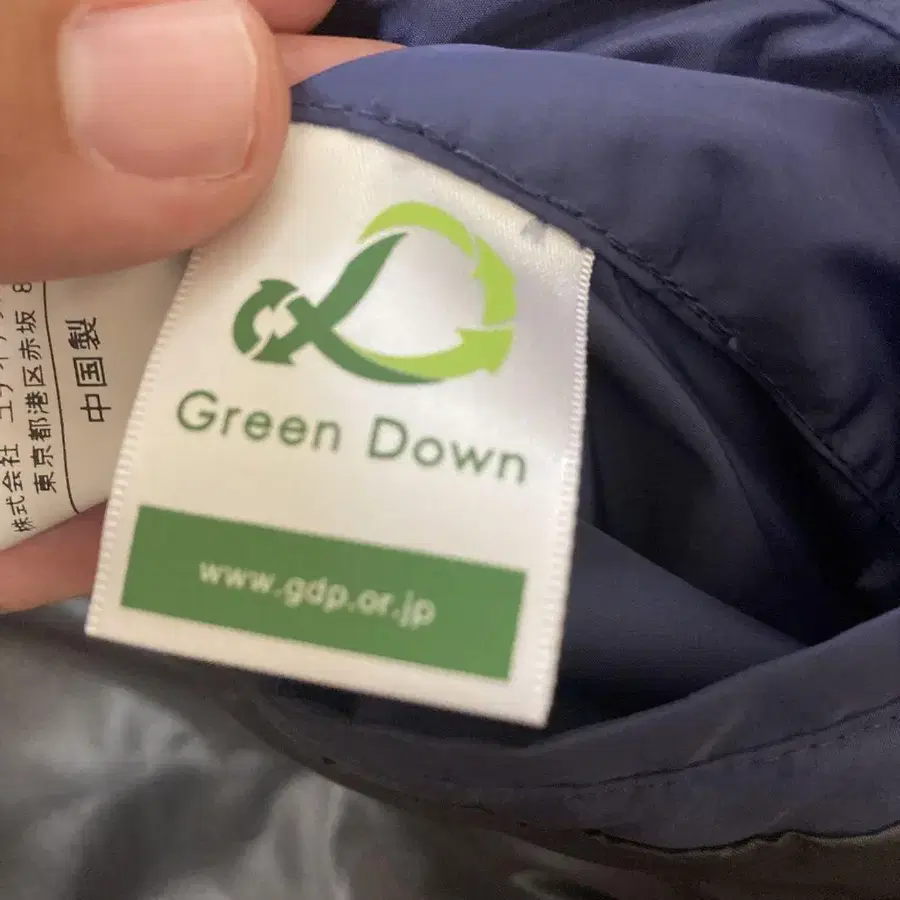 Green Down
www.gdp.or.jp
株式会社
東京都港区赤坂 8
中国製